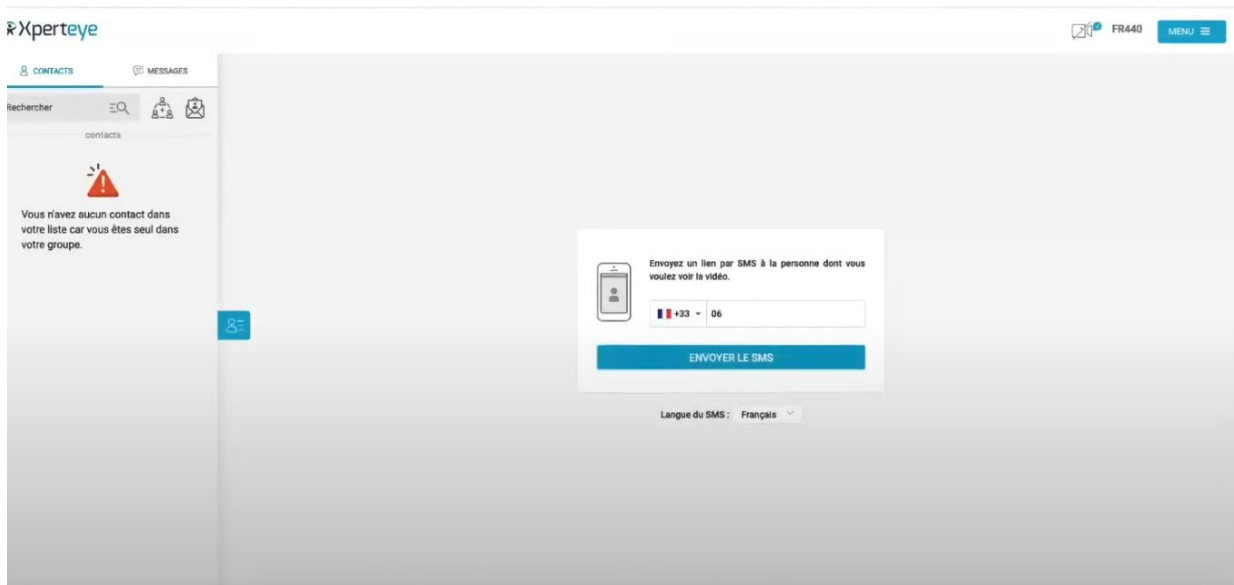 Xperteye
FR440
MENU
CONTACTS
MESSAGES
Rechercher
contacts
Vous n'avez aucun contact dans
votre liste car vous êtes seul dans
votre groupe.
Envoyez un lien par SMS à la personne dont vous
voulez voir la vidéo.
+33
06
ENVOYER LE SMS
Langue du SMS : Français